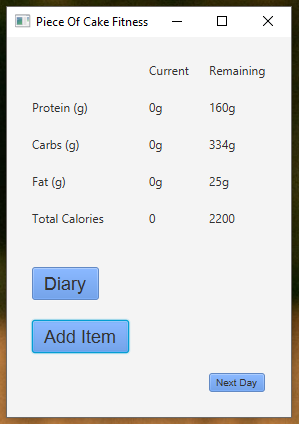 Piece Of Cake Fitness
Current Remaining
Protein (g) 0g 160g
Carbs (g) 0g 334g
Fat (g) 0g 25g
Total Calories 0 2200
Diary
Add Item
Next Day